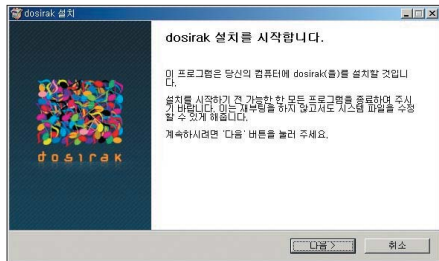 dosirak 설치
dosirak 설치를 시작합니다.
이 프로그램은 당신의 컴퓨터에 dosirak(을)를 설치할 것입니
다.
설치를 시작하기 전 가능한 한 모든 프로그램을 종료하여 주시
기 바랍니다. 이는 재부팅을 하지 않고서도 시스템 파일을 수정
할 수 있게 해줍니다.
계속하시려면 '다음' 버튼을 눌러 주세요.
dosirak
다음 >
취소